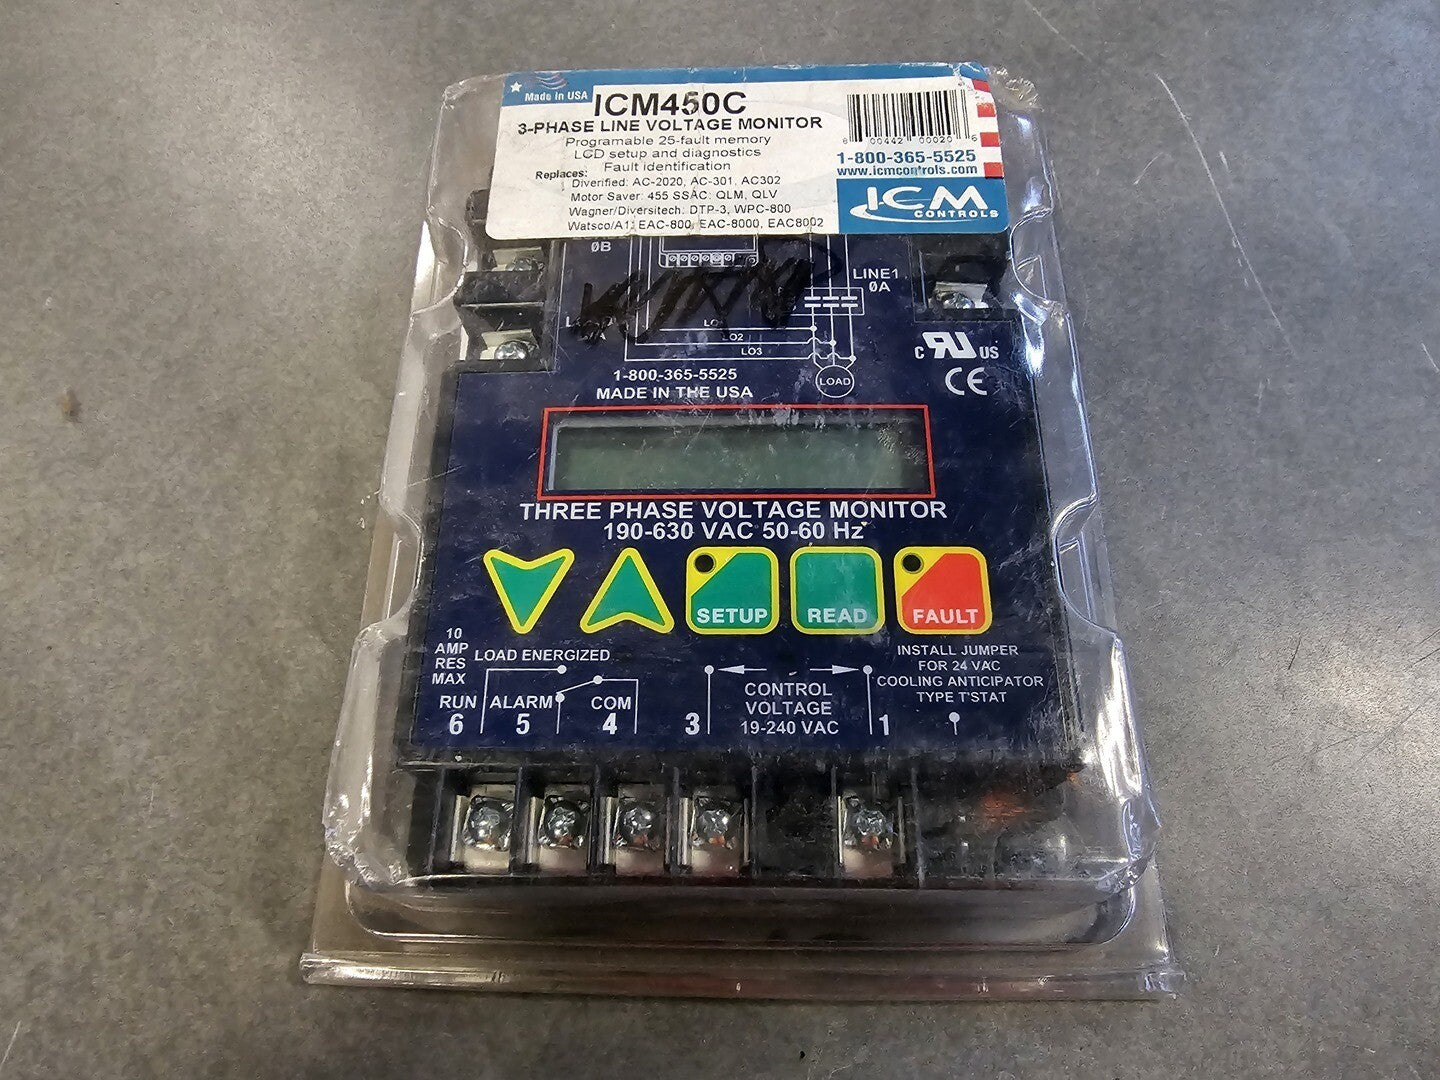 Made in USA
ICM450C
3-PHASE LINE VOLTAGE MONITOR
Programable 25-fault memory
LCD setup and diagnostics
Fault identification
Replaces:
Diverified: AC-2020, AC-301, AC302
Motor Saver: 455 SSAC: QLM, QLV
Wagner/Diversitech: DTP-3, WPC-800
Watsco/A1: EAC-800, EAC-8000, EAC8002
6 00442 00020 6
1-800-365-5525
www.icmcontrols.com
ICM
CONTROLS
ØB
LINE1
ØA
LO2
LO3
LOAD
1-800-365-5525
MADE IN THE USA
C RU US
CE
THREE PHASE VOLTAGE MONITOR
190-630 VAC 50-60 Hz
SETUP
READ
FAULT
10
AMP
RES
MAX
LOAD ENERGIZED
RUN
6
ALARM
5
COM
4
3
CONTROL
VOLTAGE
19-240 VAC
1
INSTALL JUMPER
FOR 24 VAC
COOLING ANTICIPATOR
TYPE T'STAT